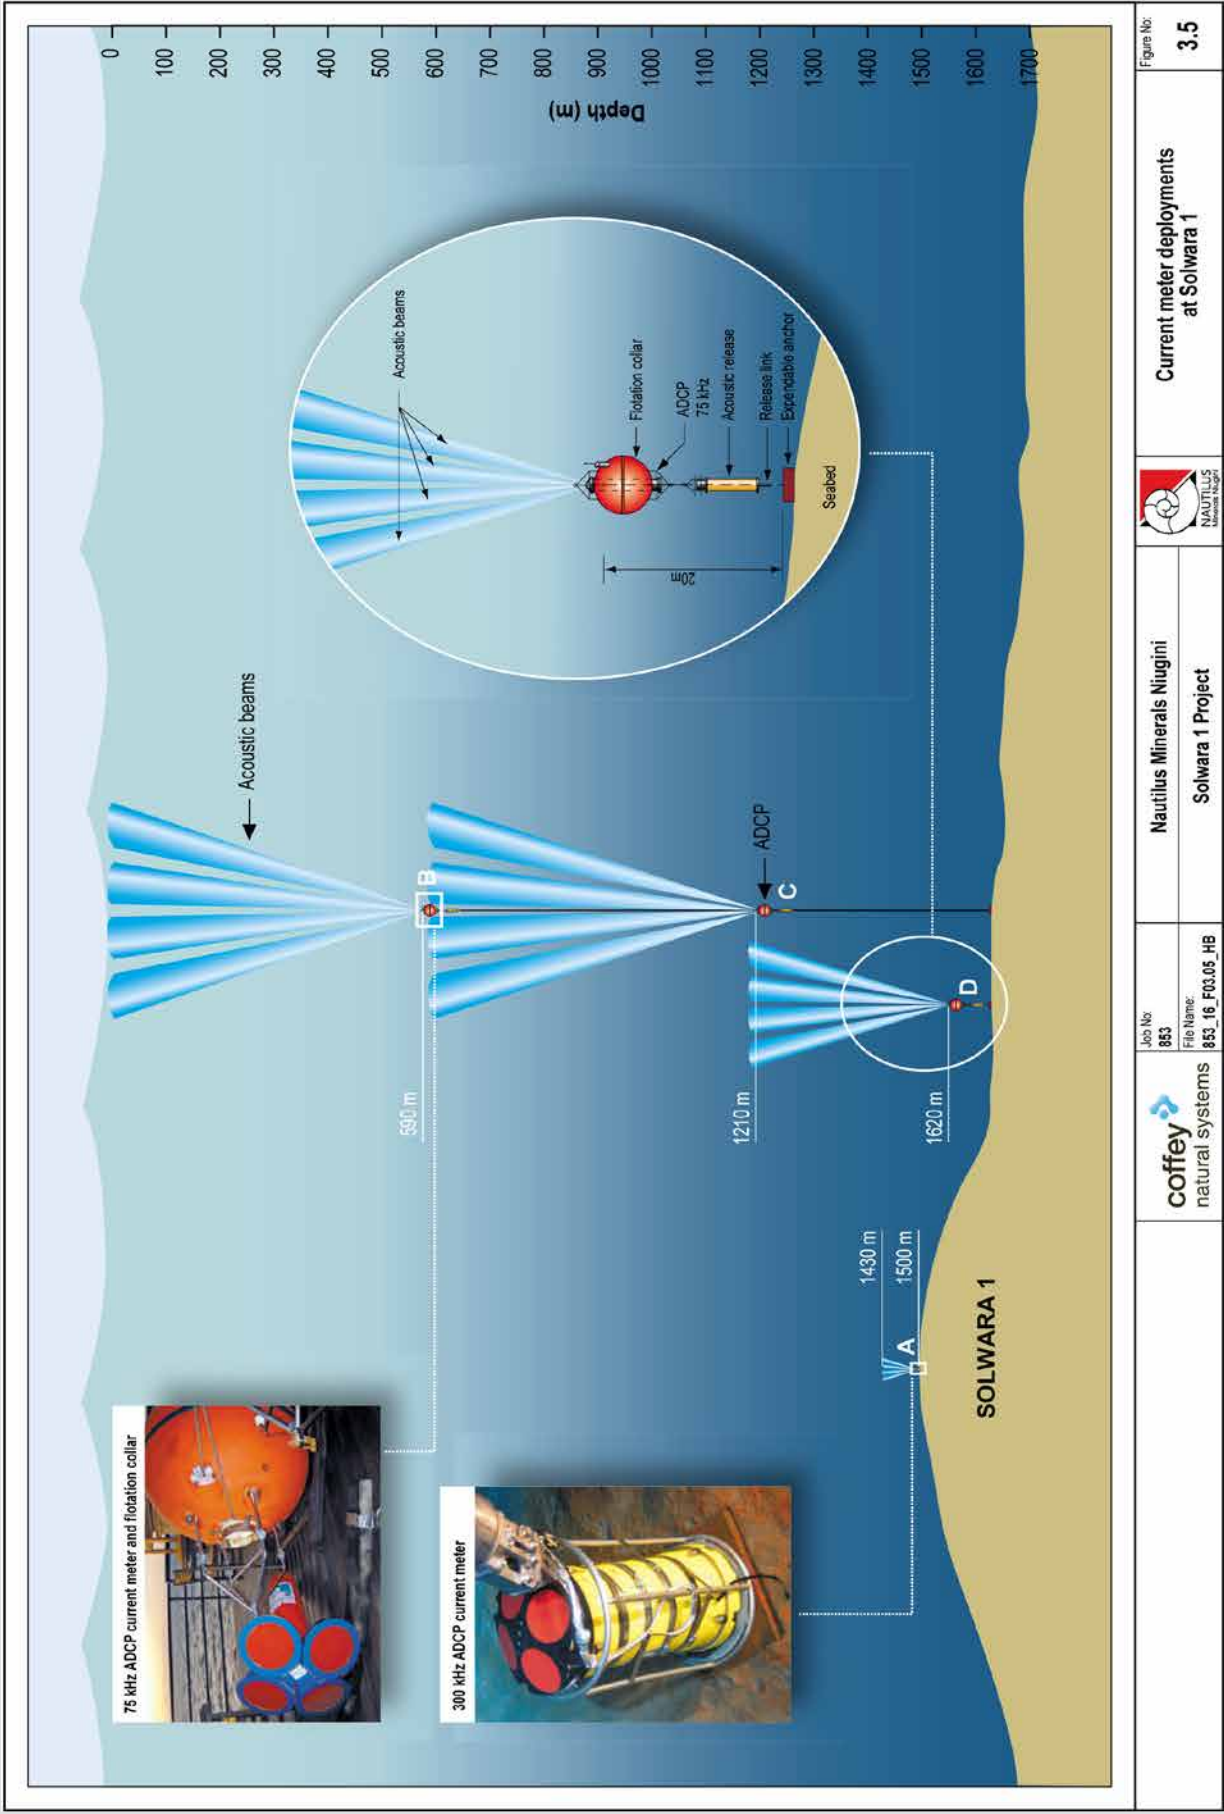 75 kHz ADCP current meter and flotation collar
300 kHz ADCP current meter
Acoustic beams
B
590 m
ADCP
C
1210 m
D
1620 m
1430 m
1500 m
A
SOLWARA 1
Acoustic beams
Flotation collar
ADCP
75 kHz
Acoustic release
Release link
Expendable anchor
20m
Seabed
0
100
200
300
400
500
600
700
800
900
1000
1100
1200
1300
1400
1500
1600
1700
Depth (m)
coffey
natural systems
Job No:
853
File Name:
853_16_F03.05_HB
Nautilus Minerals Niugini
Solwara 1 Project
NAUTILUS
Minerals Niugini
Current meter deployments
at Solwara 1
Figure No:
3.5